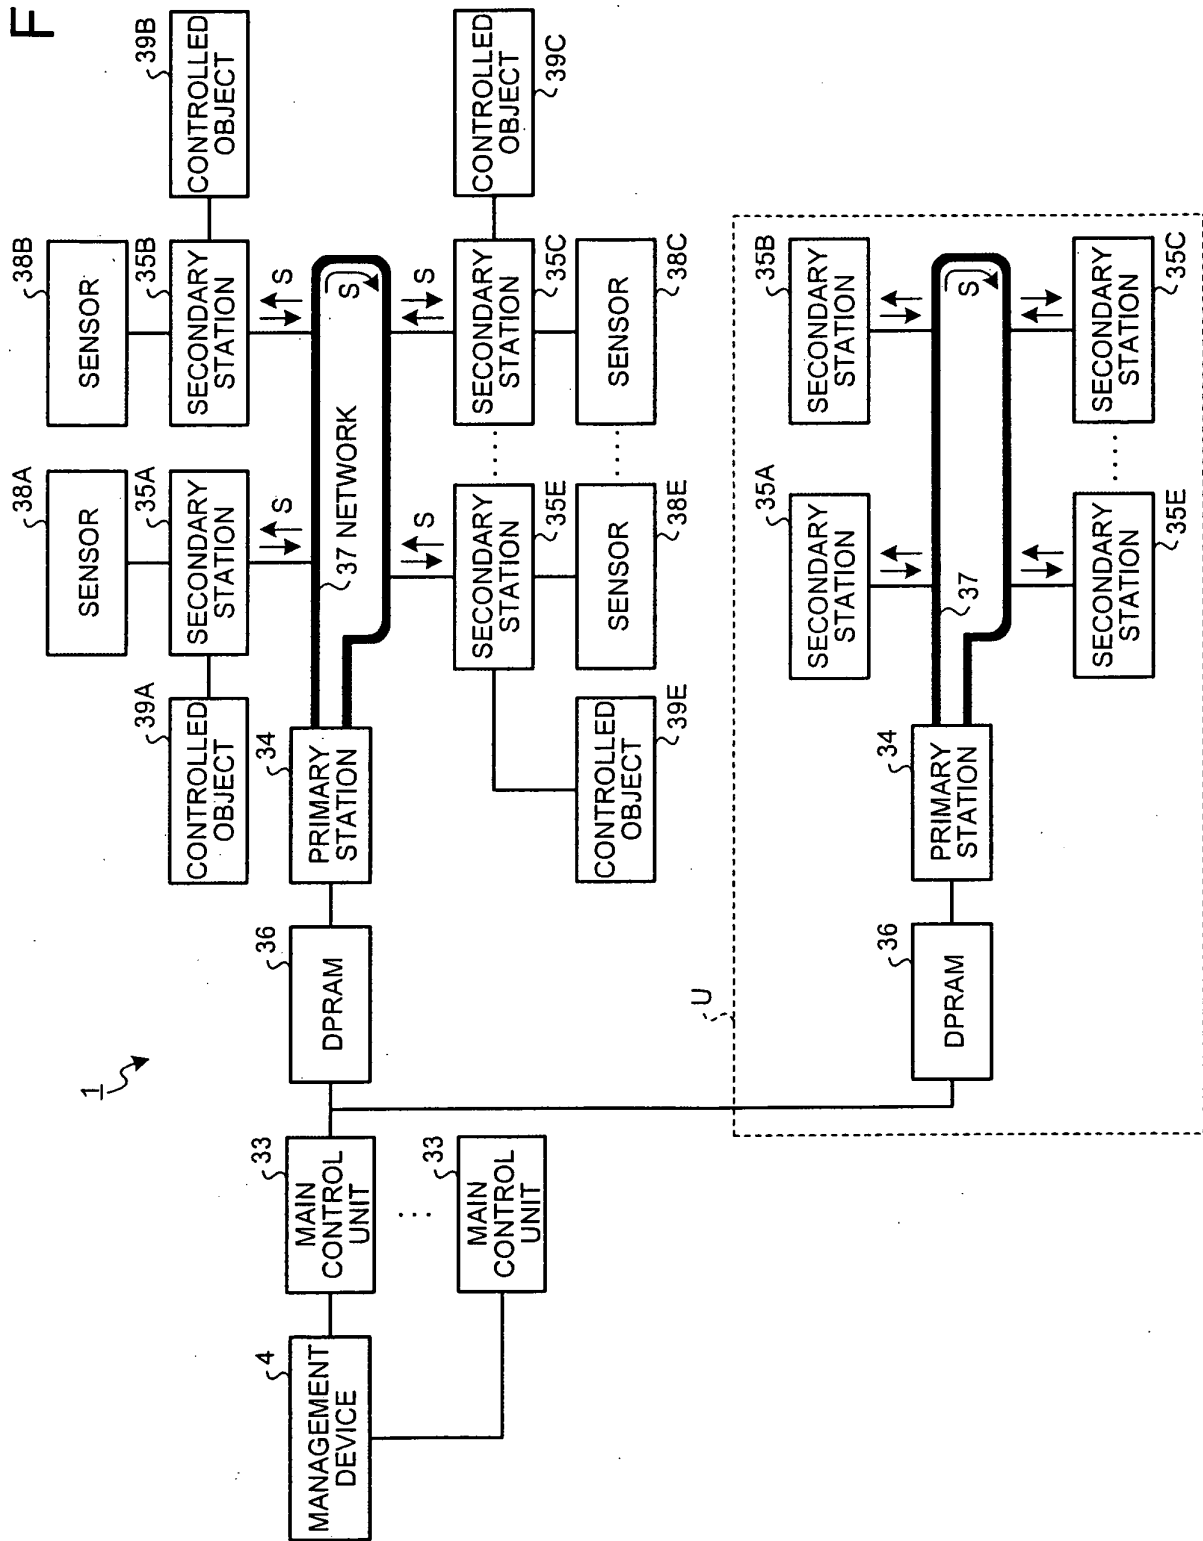 F
1
4
MANAGEMENT
DEVICE
33
MAIN
CONTROL
UNIT
...
33
MAIN
CONTROL
UNIT
36
DPRAM
34
PRIMARY
STATION
37 NETWORK
S
39A
CONTROLLED
OBJECT
38A
SENSOR
35A
SECONDARY
STATION
S
38B
SENSOR
35B
SECONDARY
STATION
S
39B
CONTROLLED
OBJECT
S
35E
SECONDARY
STATION
.....
S
35C
SECONDARY
STATION
39C
CONTROLLED
OBJECT
39E
CONTROLLED
OBJECT
38E
SENSOR
.....
38C
SENSOR
U
36
DPRAM
34
PRIMARY
STATION
37
S
35A
SECONDARY
STATION
35B
SECONDARY
STATION
35E
SECONDARY
STATION
.....
35C
SECONDARY
STATION